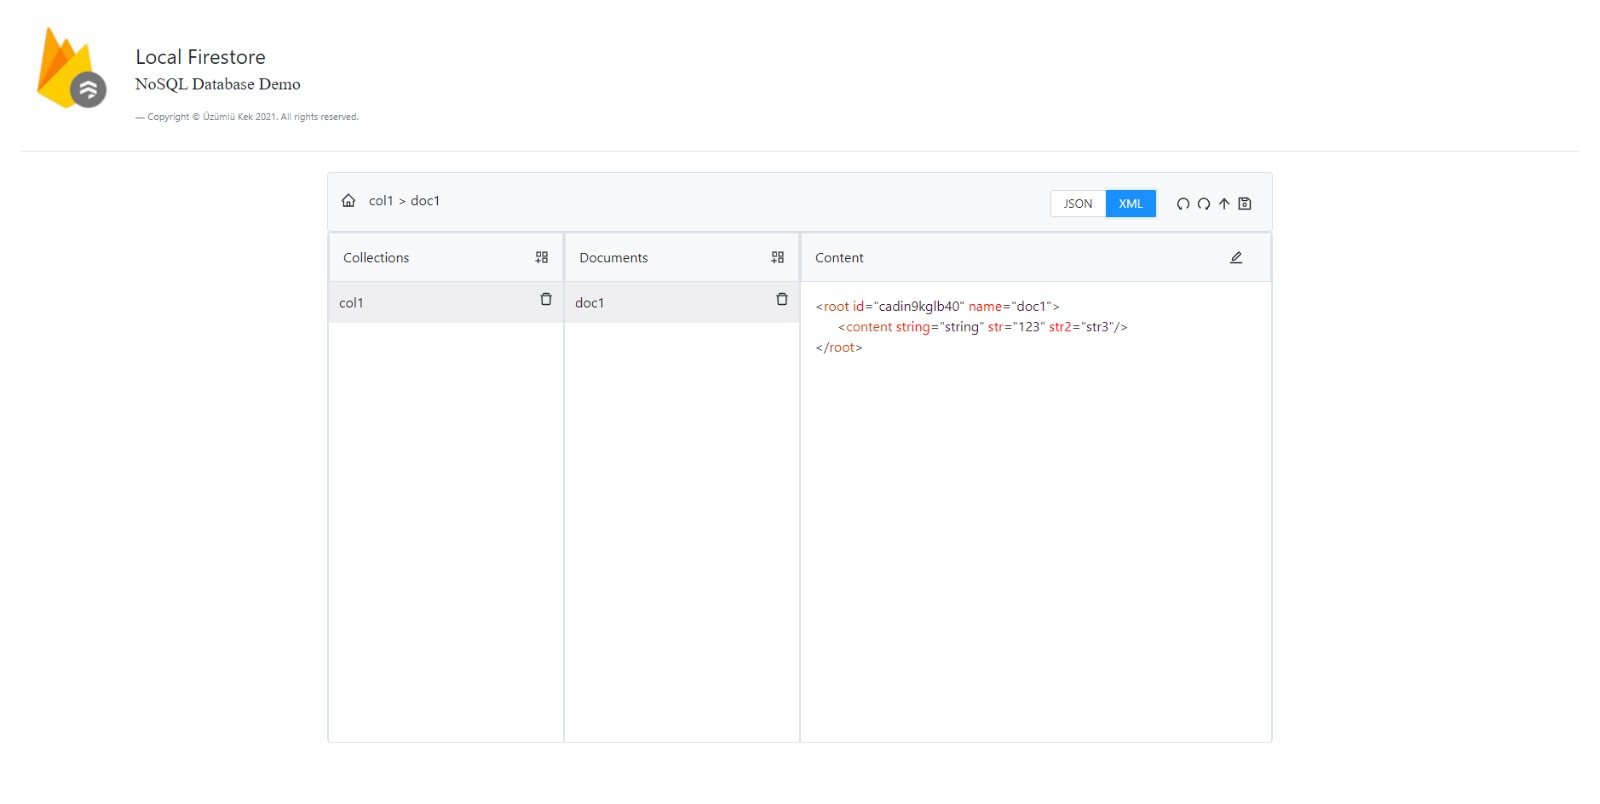 Local Firestore
NoSQL Database Demo
— Copyright © Üzümlü Kek 2021. All rights reserved.
col1 > doc1
JSON XML
Collections
Documents
Content
col1
doc1
<root id="cadin9kglb40" name="doc1">
<content string="string" str="123" str2="str3"/>
</root>